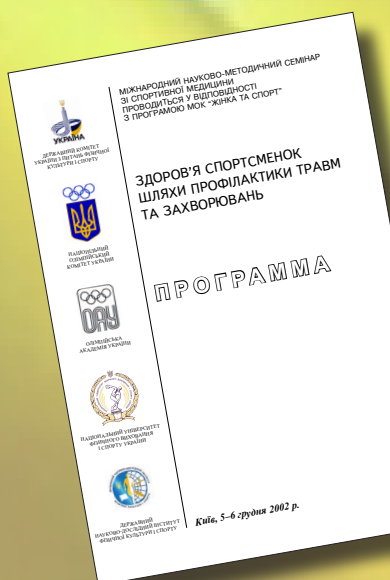 МІЖНАРОДНИЙ НАУКОВО-МЕТОДИЧНИЙ СЕМІНАР
ЗІ СПОРТИВНОЇ МЕДИЦИНИ
ПРОВОДИТЬСЯ У ВІДПОВІДНОСТІ
З ПРОГРАМОЮ МОК "ЖІНКА ТА СПОРТ"
УКРАЇНА
ДЕРЖАВНИЙ КОМІТЕТ
УКРАЇНИ З ПИТАНЬ ФІЗИЧНОЇ
КУЛЬТУРИ І СПОРТУ
ЗДОРОВ'Я СПОРТСМЕНОК
ШЛЯХИ ПРОФІЛАКТИКИ ТРАВМ
ТА ЗАХВОРЮВАНЬ
НАЦІОНАЛЬНИЙ
ОЛІМПІЙСЬКИЙ
КОМІТЕТ УКРАЇНИ
ПРОГРАММА
ОАУ
ОЛІМПІЙСЬКА
АКАДЕМІЯ УКРАЇНИ
НАЦІОНАЛЬНИЙ УНІВЕРСИТЕТ
ФІЗИЧНОГО ВИХОВАННЯ
І СПОРТУ УКРАЇНИ
ДЕРЖАВНИЙ
НАУКОВО-ДОСЛІДНИЙ ІНСТИТУТ
ФІЗИЧНОЇ КУЛЬТУРИ І СПОРТУ
Київ, 5–6 грудня 2002 р.